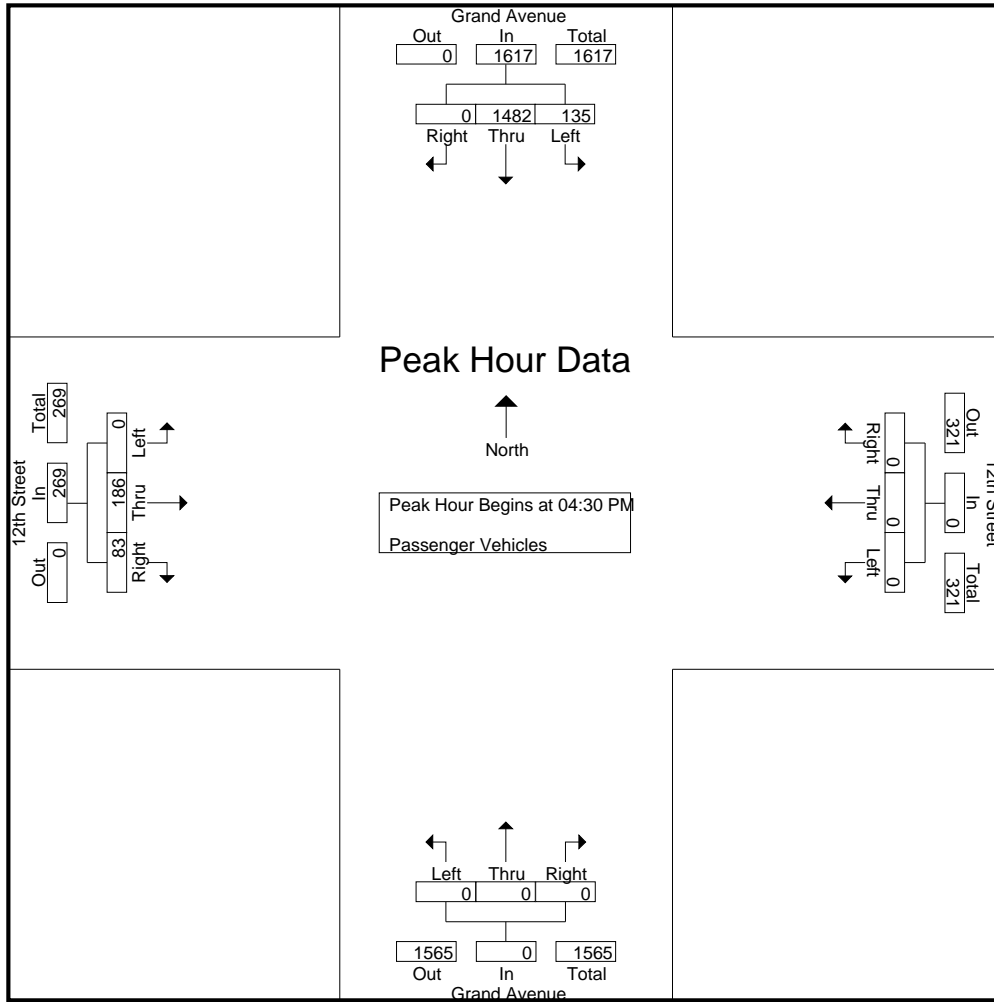 Grand Avenue
Out In Total
0 1617 1617
0 1482 135
Right Thru Left
Peak Hour Data
North
Peak Hour Begins at 04:30 PM
Passenger Vehicles
12th Street
Total In Out
269 269 0
0 186 83
Left Thru Right
Right Thru Left
0 0 0
Out In Total
321 0 321
12th Street
Left Thru Right
0 0 0
1565 0 1565
Out In Total
Grand Avenue